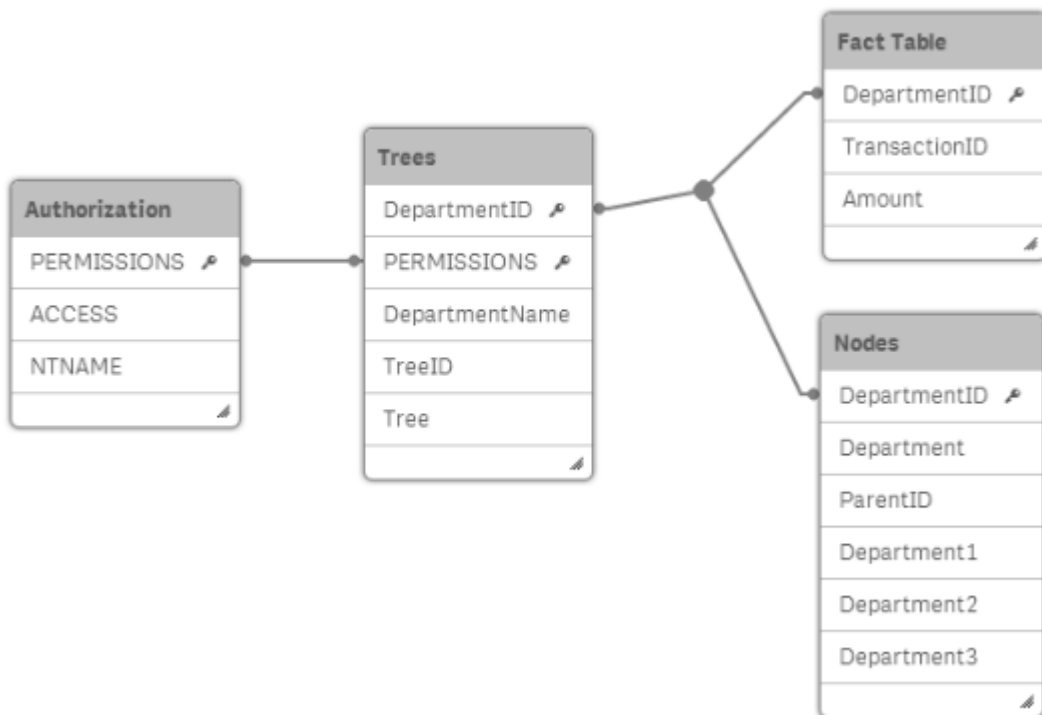 Authorization
PERMISSIONS
ACCESS
NTNAME
Trees
DepartmentID
PERMISSIONS
DepartmentName
TreeID
Tree
Fact Table
DepartmentID
TransactionID
Amount
Nodes
DepartmentID
Department
ParentID
Department1
Department2
Department3